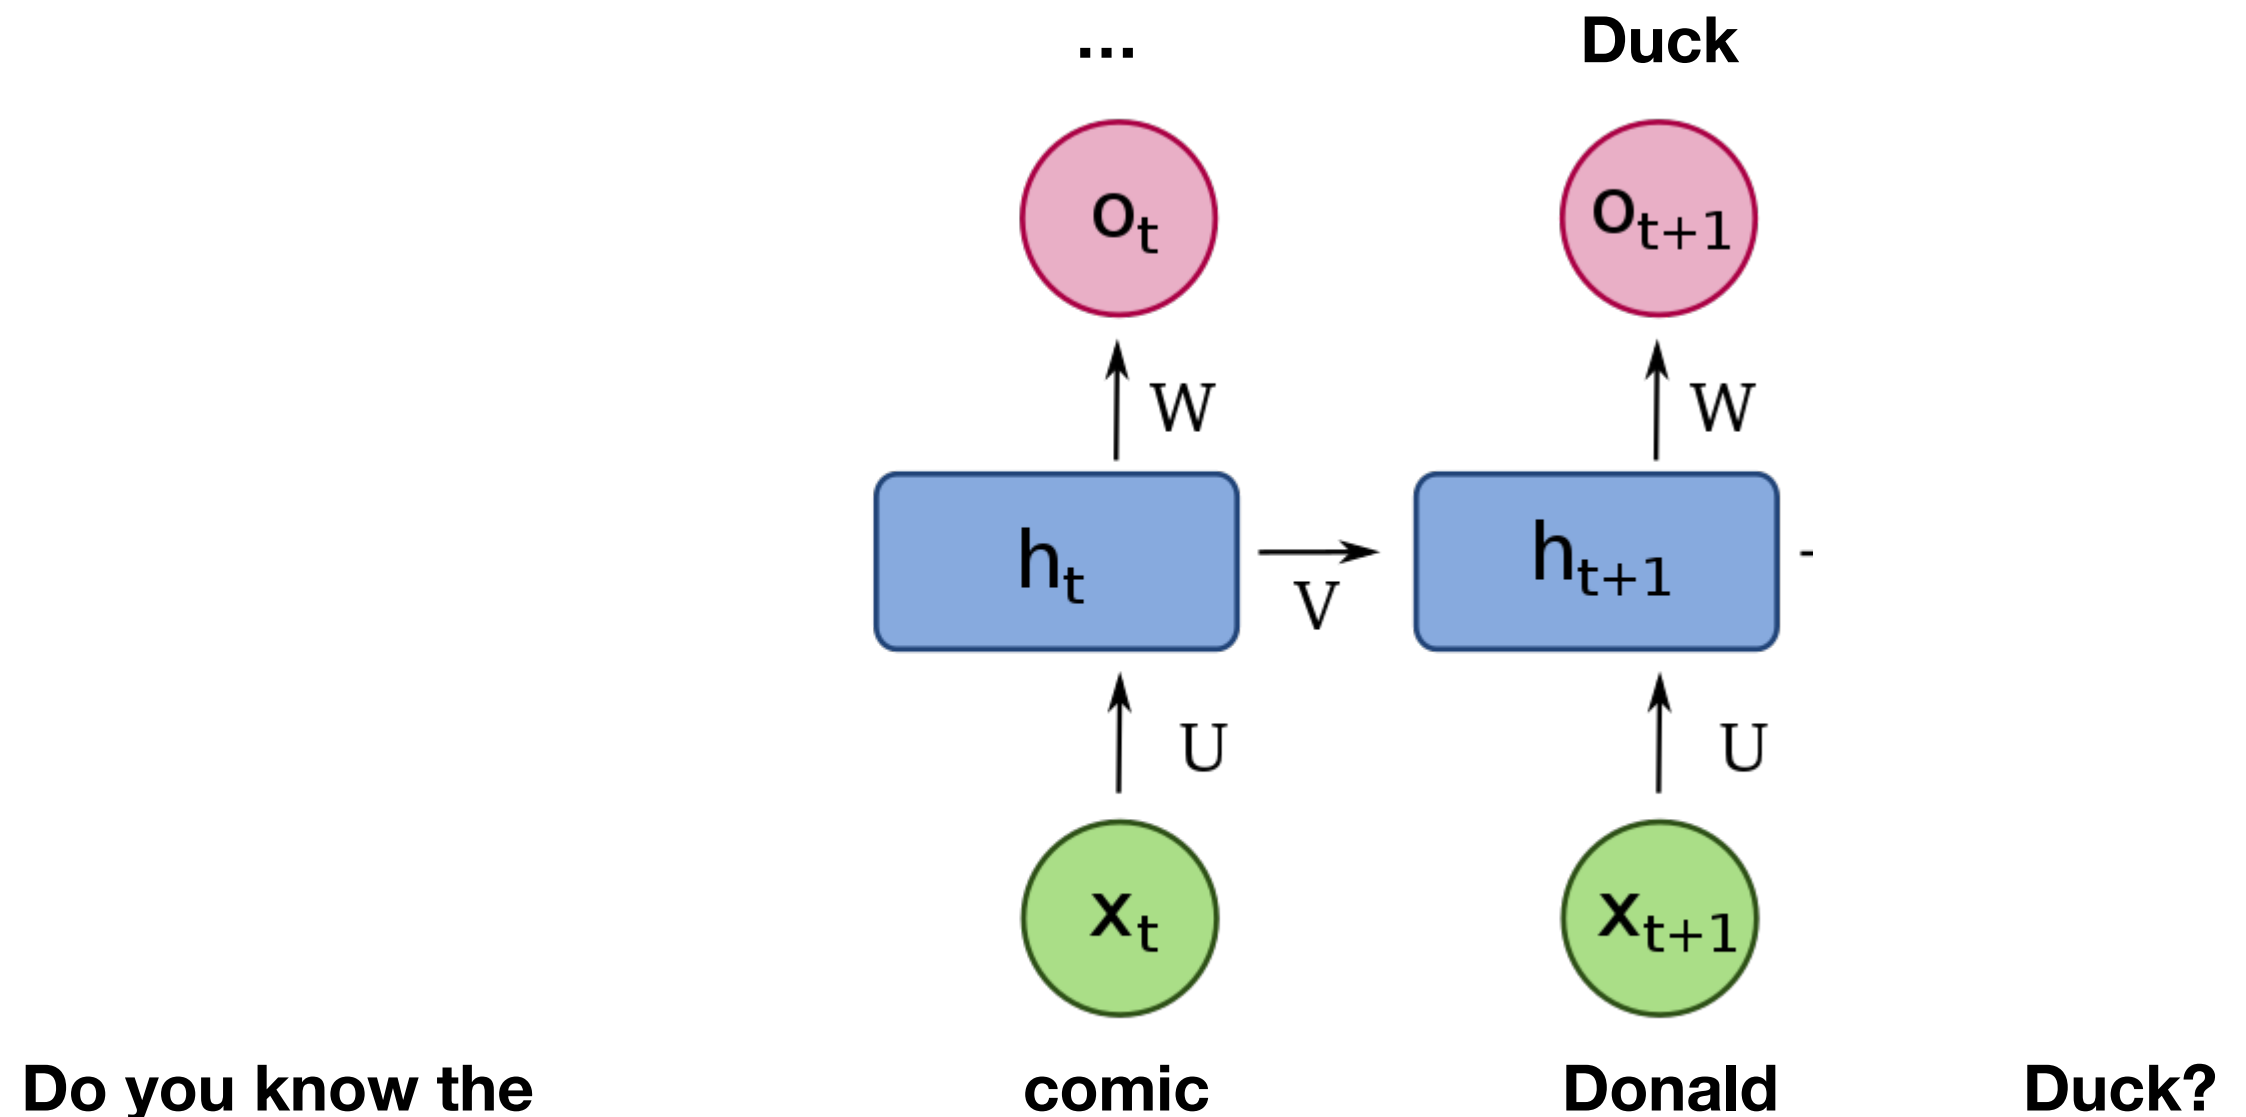 ... Duck
oₜ oₜ₊₁
W W
hₜ hₜ₊₁
V
U U
xₜ xₜ₊₁
Do you know the comic Donald Duck?